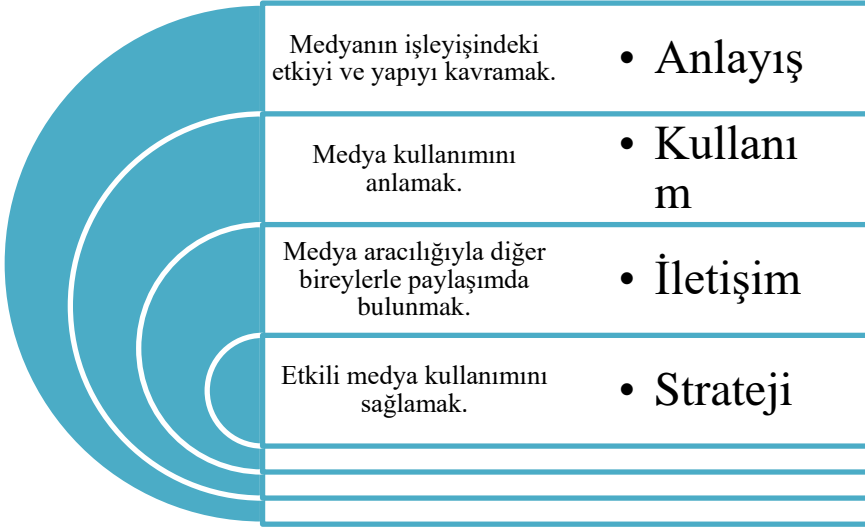 Medyanın işleyişindeki
etkiyi ve yapıyı kavramak.
• Anlayış
Medya kullanımını
anlamak.
• Kullanı
m
Medya aracılığıyla diğer
bireylerle paylaşımda
bulunmak.
• İletişim
Etkili medya kullanımını
sağlamak.
• Strateji